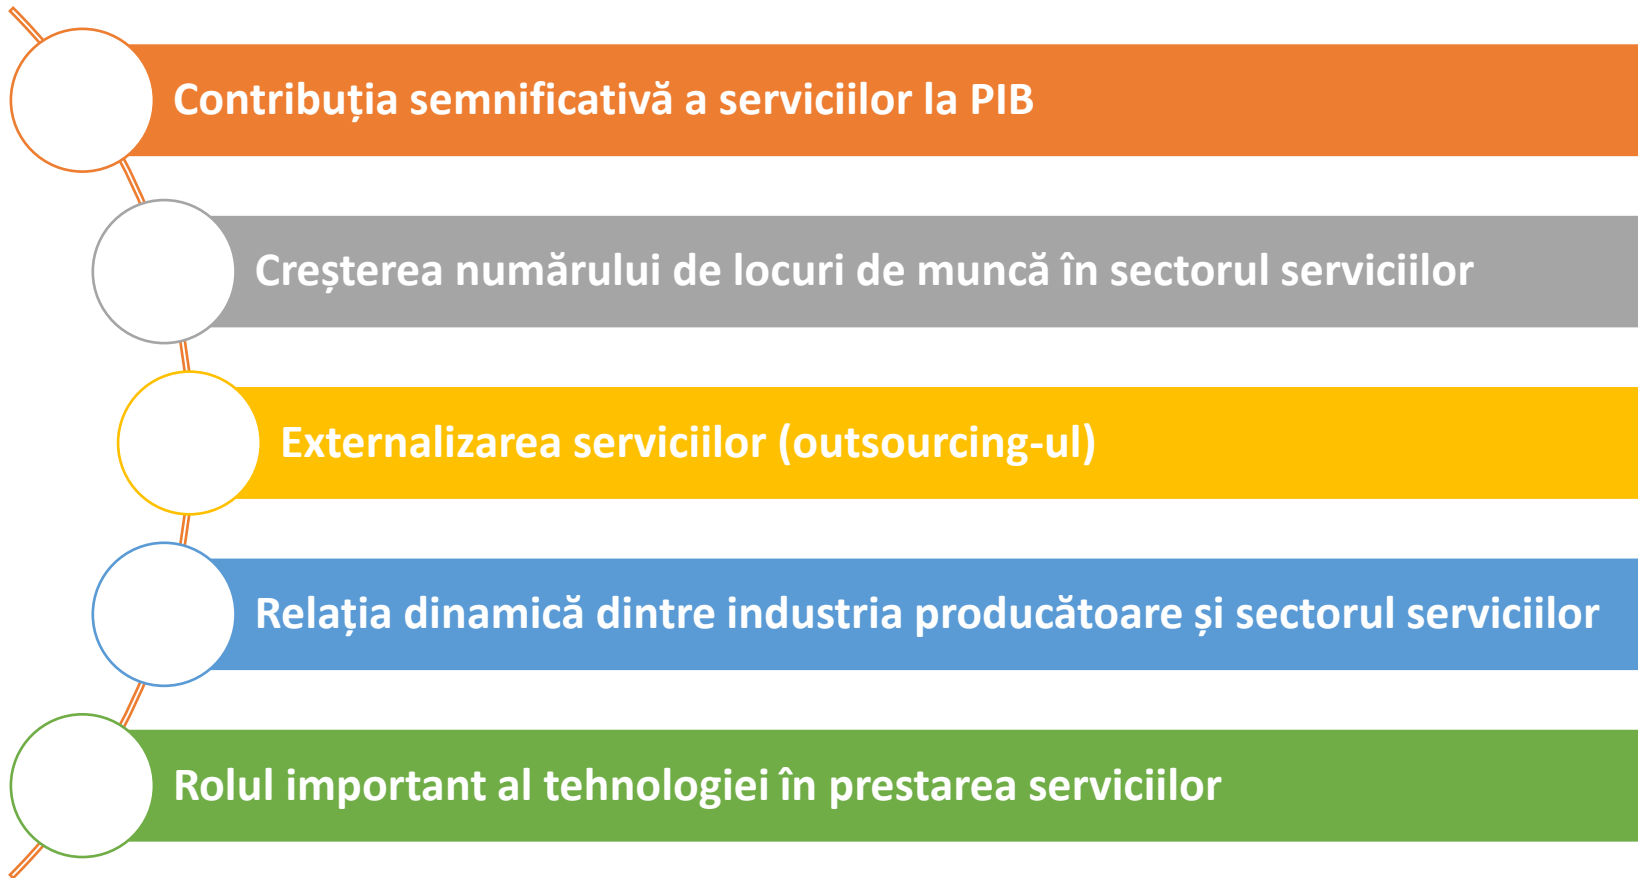 Contribuția semnificativă a serviciilor la PIB
Creșterea numărului de locuri de muncă în sectorul serviciilor
Externalizarea serviciilor (outsourcing-ul)
Relația dinamică dintre industria producătoare și sectorul serviciilor
Rolul important al tehnologiei în prestarea serviciilor